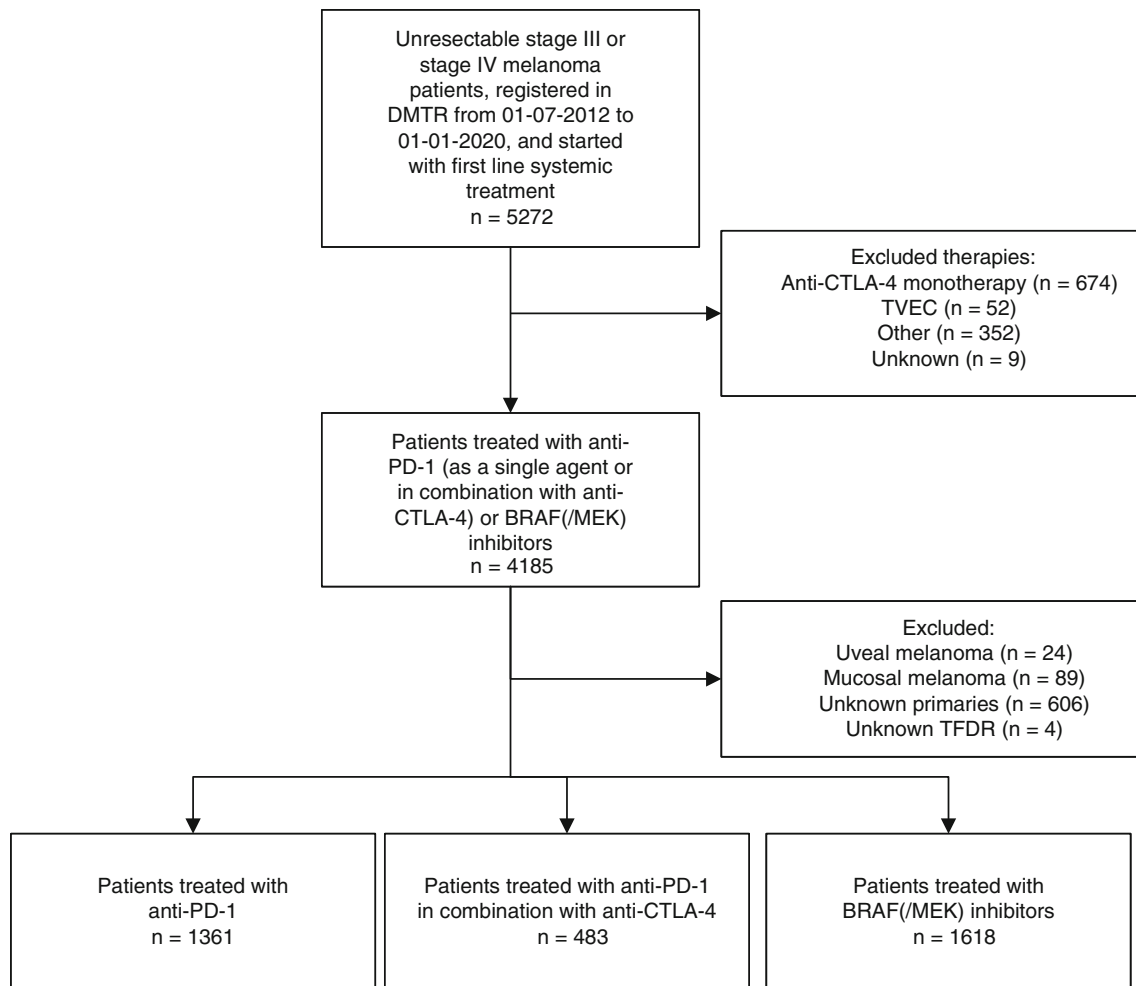 Unresectable stage III or
stage IV melanoma
patients, registered in
DMTR from 01-07-2012 to
01-01-2020, and started
with first line systemic
treatment
n = 5272
Excluded therapies:
Anti-CTLA-4 monotherapy (n = 674)
TVEC (n = 52)
Other (n = 352)
Unknown (n = 9)
Patients treated with anti-
PD-1 (as a single agent or
in combination with anti-
CTLA-4) or BRAF(/MEK)
inhibitors
n = 4185
Excluded:
Uveal melanoma (n = 24)
Mucosal melanoma (n = 89)
Unknown primaries (n = 606)
Unknown TFDR (n = 4)
Patients treated with
anti-PD-1
n = 1361
Patients treated with anti-PD-1
in combination with anti-CTLA-4
n = 483
Patients treated with
BRAF(/MEK) inhibitors
n = 1618